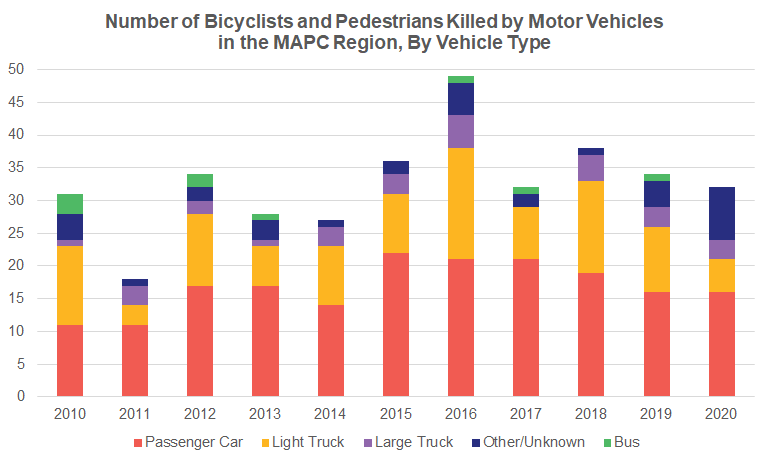 Number of Bicyclists and Pedestrians Killed by Motor Vehicles
in the MAPC Region, By Vehicle Type
50
45
40
35
30
25
20
15
10
5
0
2010 2011 2012 2013 2014 2015 2016 2017 2018 2019 2020
Passenger Car Light Truck Large Truck Other/Unknown Bus